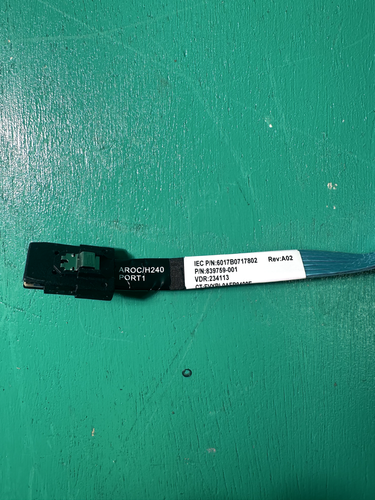 AROC/H240
PORT1
IEC P/N:6017B0717802 Rev:A02
P/N:839759-001
VDR:234113